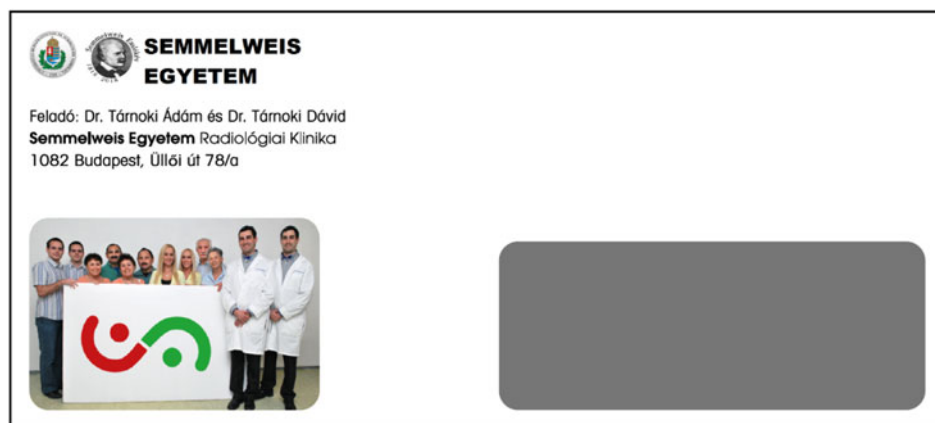 SEMMELWEIS
EGYETEM
Feladó: Dr. Tárnoki Ádám és Dr. Tárnoki Dávid
Semmelweis Egyetem Radiológiai Klinika
1082 Budapest, Üllői út 78/a